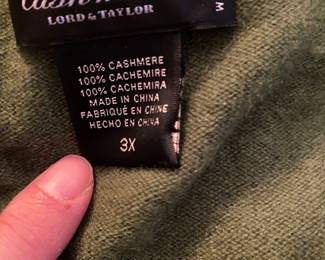 LORD & TAYLOR
M
100% CASHMERE
100% CACHEMIRE
100% CACHEMIRA
MADE IN CHINA
FABRIQUÉ EN CHINE
HECHO EN CHINA
3X